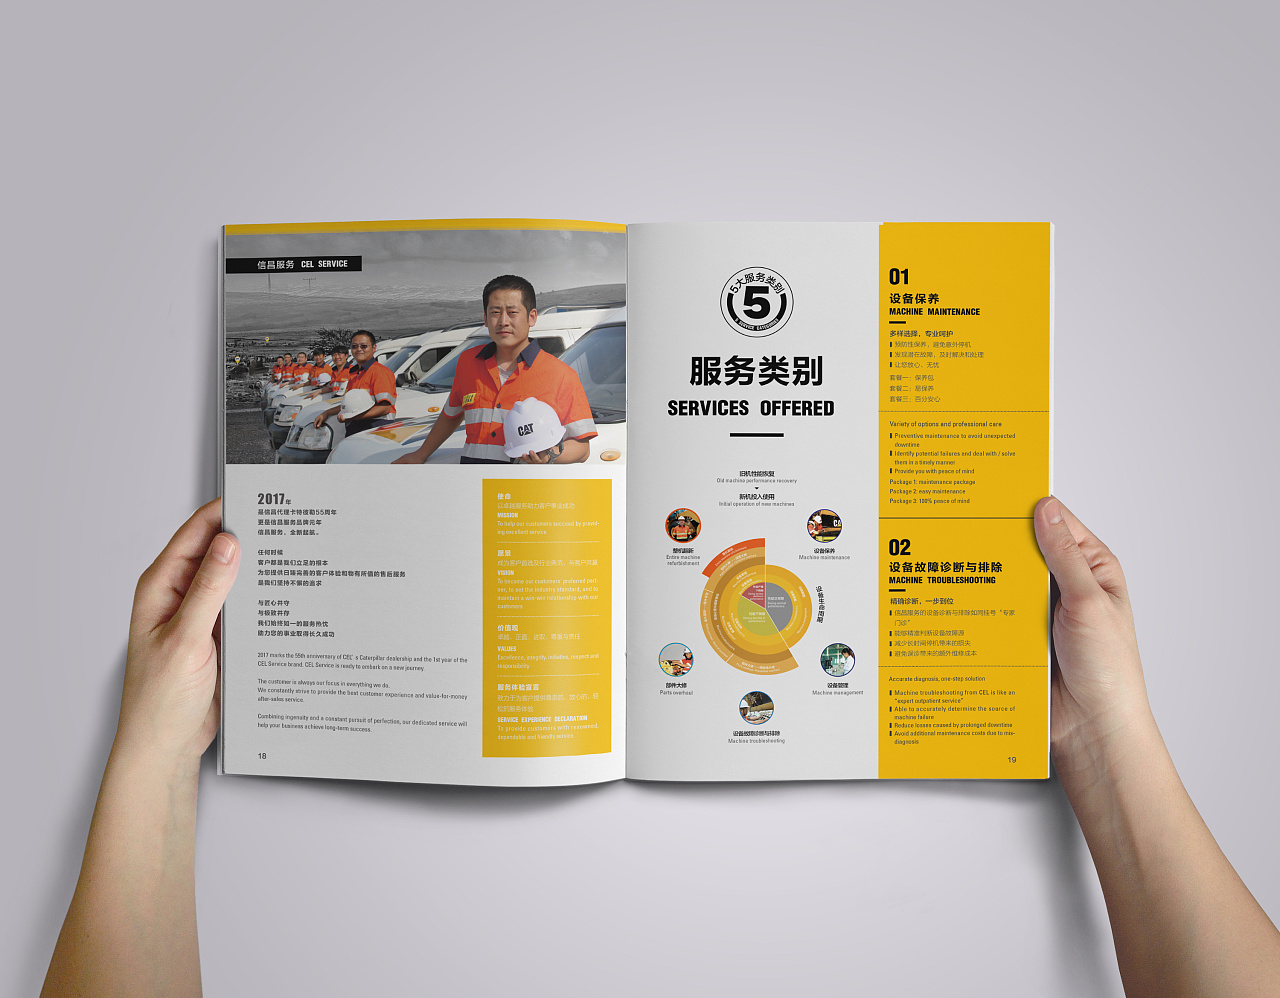 信昌服务 CEL SERVICE
CAT
CAT
2017年
是信昌代理卡特彼勒55周年
更是信昌服务品牌元年
信昌服务，全新起航。
任何时候
客户都是我们立足的根本
为您提供日臻完善的客户体验和物有所值的售后服务
是我们坚持不懈的追求
与匠心并守
与极致并存
我们始终如一的服务热忱
助力您的事业取得长久成功
2017 marks the 55th anniversary of CEL' s Caterpillar dealership and the 1st year of the
CEL Service brand. CEL Service is ready to embark on a new journey
The customer is always our focus in everything we do.
We constantly strive to provide the best customer experience and value-for-money
after-sales service.
Combining ingenuity and a constant pursuit of perfection, our dedicated service will
help your business achieve long-term success.
18
使命
以卓越服务助力客户事业成功
MISSION
To help our customers succeed by provid-
ing excellent service
愿景
VISION
To become our customers' preferred part-
ner, to set the industry standard, and to
maintain a win-win relationship with our
customers
价值观
VALUES
Excellence, integrity, initiative, respect and
responsibility
服务体验宣言
SERVICE EXPERIENCE DECLARATION
To provide customers with reassured,
dependable and friendly service
5大服务类别
5
5 SERVICE CATEGORIES
服务类别
SERVICES OFFERED
旧机性能恢复
Old machine performance recovery
新机投入使用
Initial operation of new machines
整机翻新
Entire machine
refurbishment
设备保养
Machine maintenance
设备生命周期
部件大修
Parts overhaul
设备管理
Machine management
设备故障诊断与排除
Machine troubleshooting
01
设备保养
MACHINE MAINTENANCE
多样选择，专业呵护
预防性保养，避免意外停机
发现潜在故障，及时解决和处理
让您放心、无忧
套餐一：保养包
套餐二：易保养
套餐三：百分安心
Variety of options and professional care
Preventive maintenance to avoid unexpected
downtime
Identify potential failures and deal with / solve
them in a timely manner
Provide you with peace of mind
Package 1: maintenance package
Package 2: easy maintenance
Package 3: 100% peace of mind
02
设备故障诊断与排除
MACHINE TROUBLESHOOTING
精确诊断，一步到位
信昌服务的设备诊断与排除如同挂号“专家
门诊”
能够精准判断设备故障源
减少长时间停机带来的损失
避免误诊带来的额外维修成本
Accurate diagnosis, one-step solution
Machine troubleshooting from CEL is like an
"expert outpatient service"
Able to accurately determine the source of
machine failure
Reduce losses caused by prolonged downtime
Avoid additional maintenance costs due to mis-
diagnosis
19